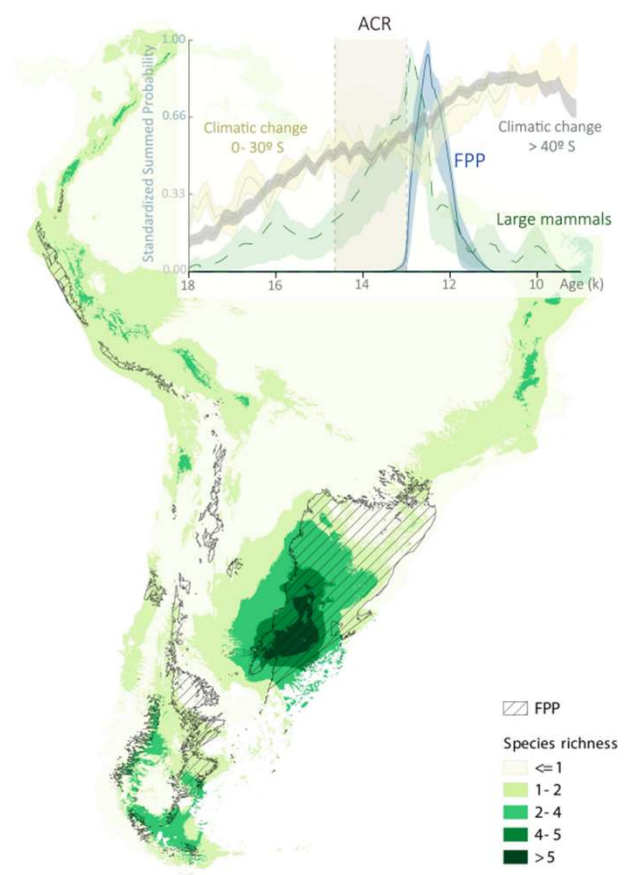 ACR
Standardized Summed Probability
1.00
0.66
0.33
0.00
Climatic change
0- 30º S
Climatic change
> 40º S
FPP
Large mammals
18
16
14
12
10
Age (k)
FPP
Species richness
<= 1
1- 2
2- 4
4- 5
> 5